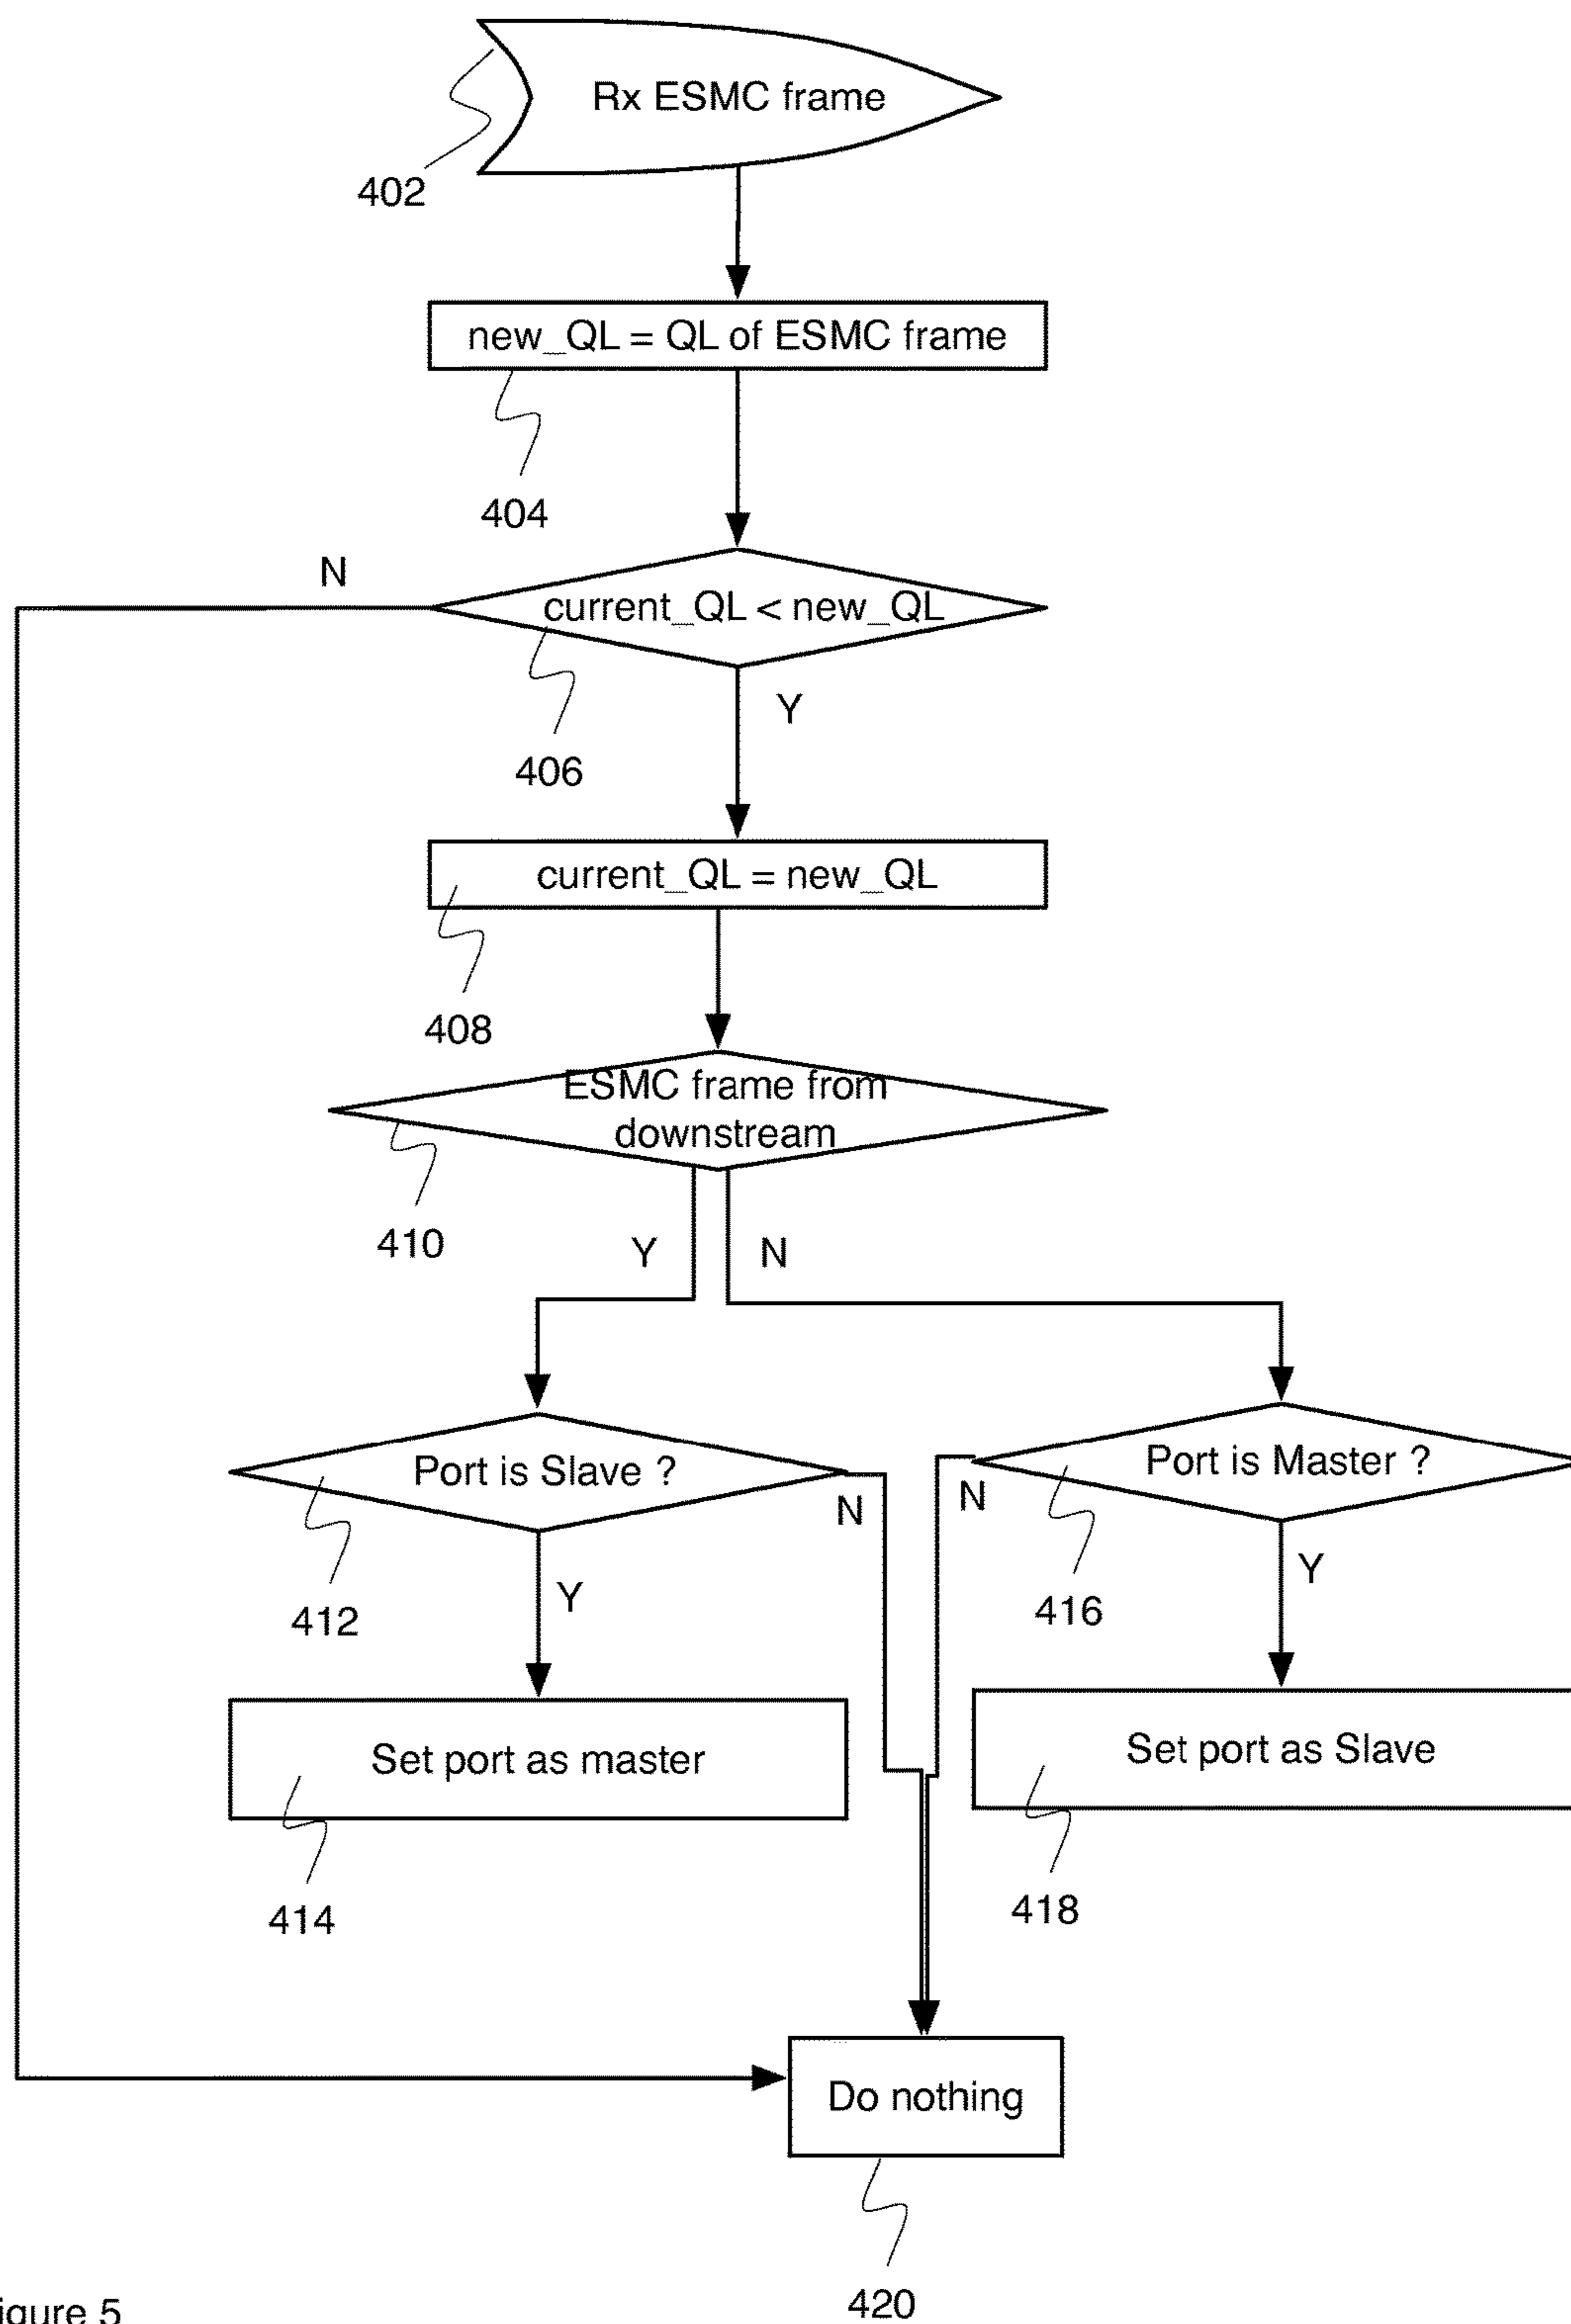 Rx ESMC frame
402
new_QL = QL of ESMC frame
404
N
current_QL < new_QL
Y
406
current_QL = new_QL
408
ESMC frame from
downstream
410
Y
N
Port is Slave ?
Port is Master ?
N
N
Y
Y
412
416
Set port as master
Set port as Slave
414
418
Do nothing
420
igure 5